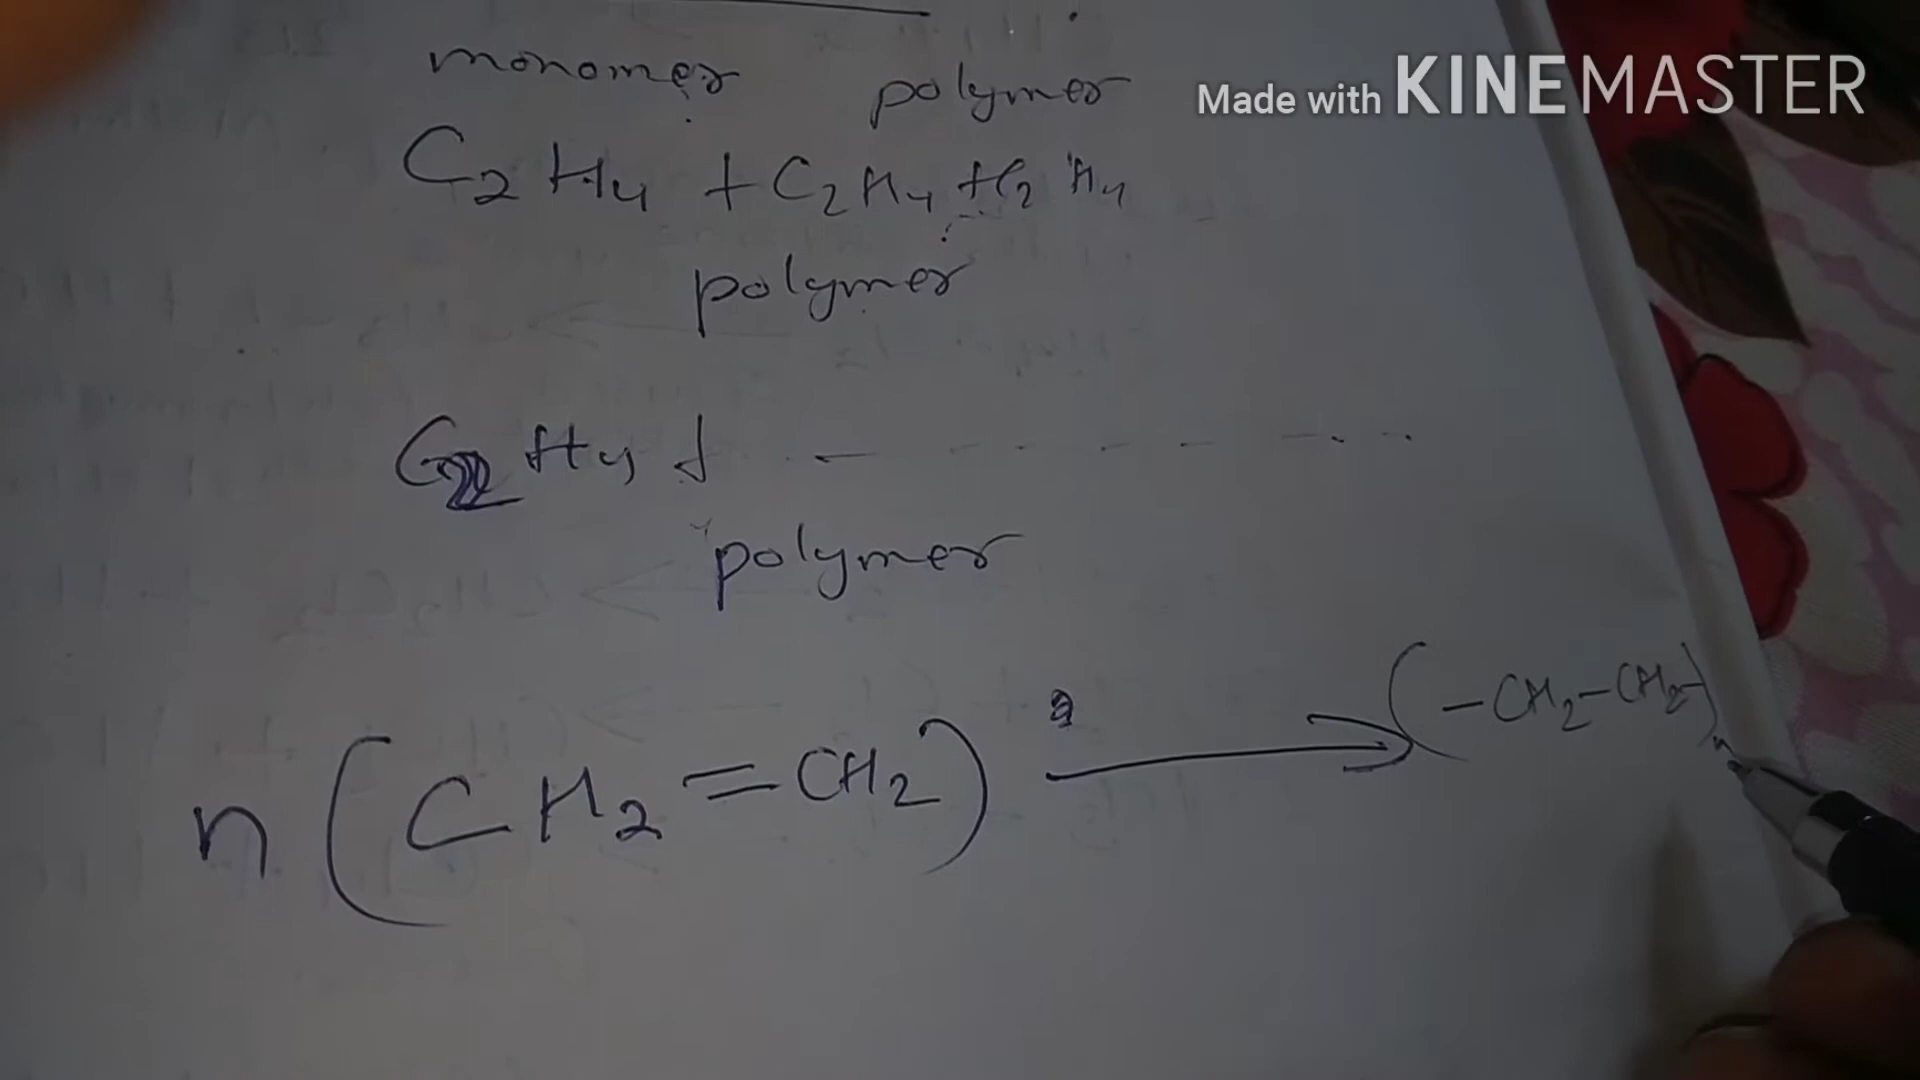 monomer polymer
Made with KINEMASTER
C2H4 + C2H4 + C2H4
polymer
C2H4 + - - - - - - - -
polymer
n(CH2=CH2) → (-CH2-CH2-)n